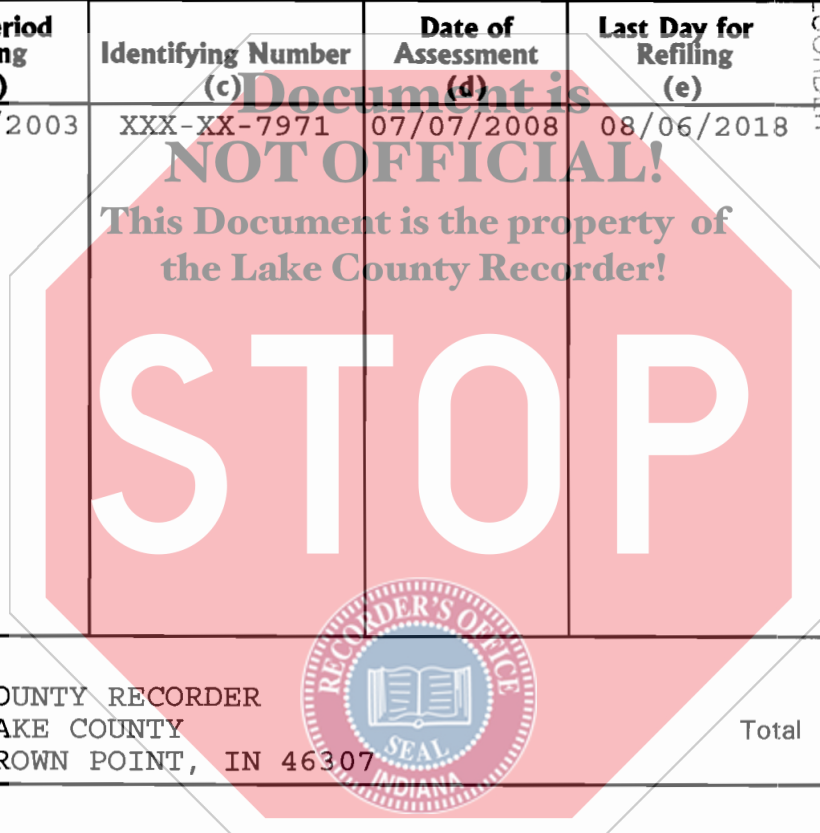 riod Date of Last Day for
ng Identifying Number Assessment Refiling
) (c) (d) (e)
/2003 XXX-XX-7971 07/07/2008 08/06/2018
Document is
NOT OFFICIAL!
This Document is the property of
the Lake County Recorder!
STOP
RECORDER'S OFFICE
SEAL
INDIANA
OUNTY RECORDER
AKE COUNTY Total
ROWN POINT, IN 46307